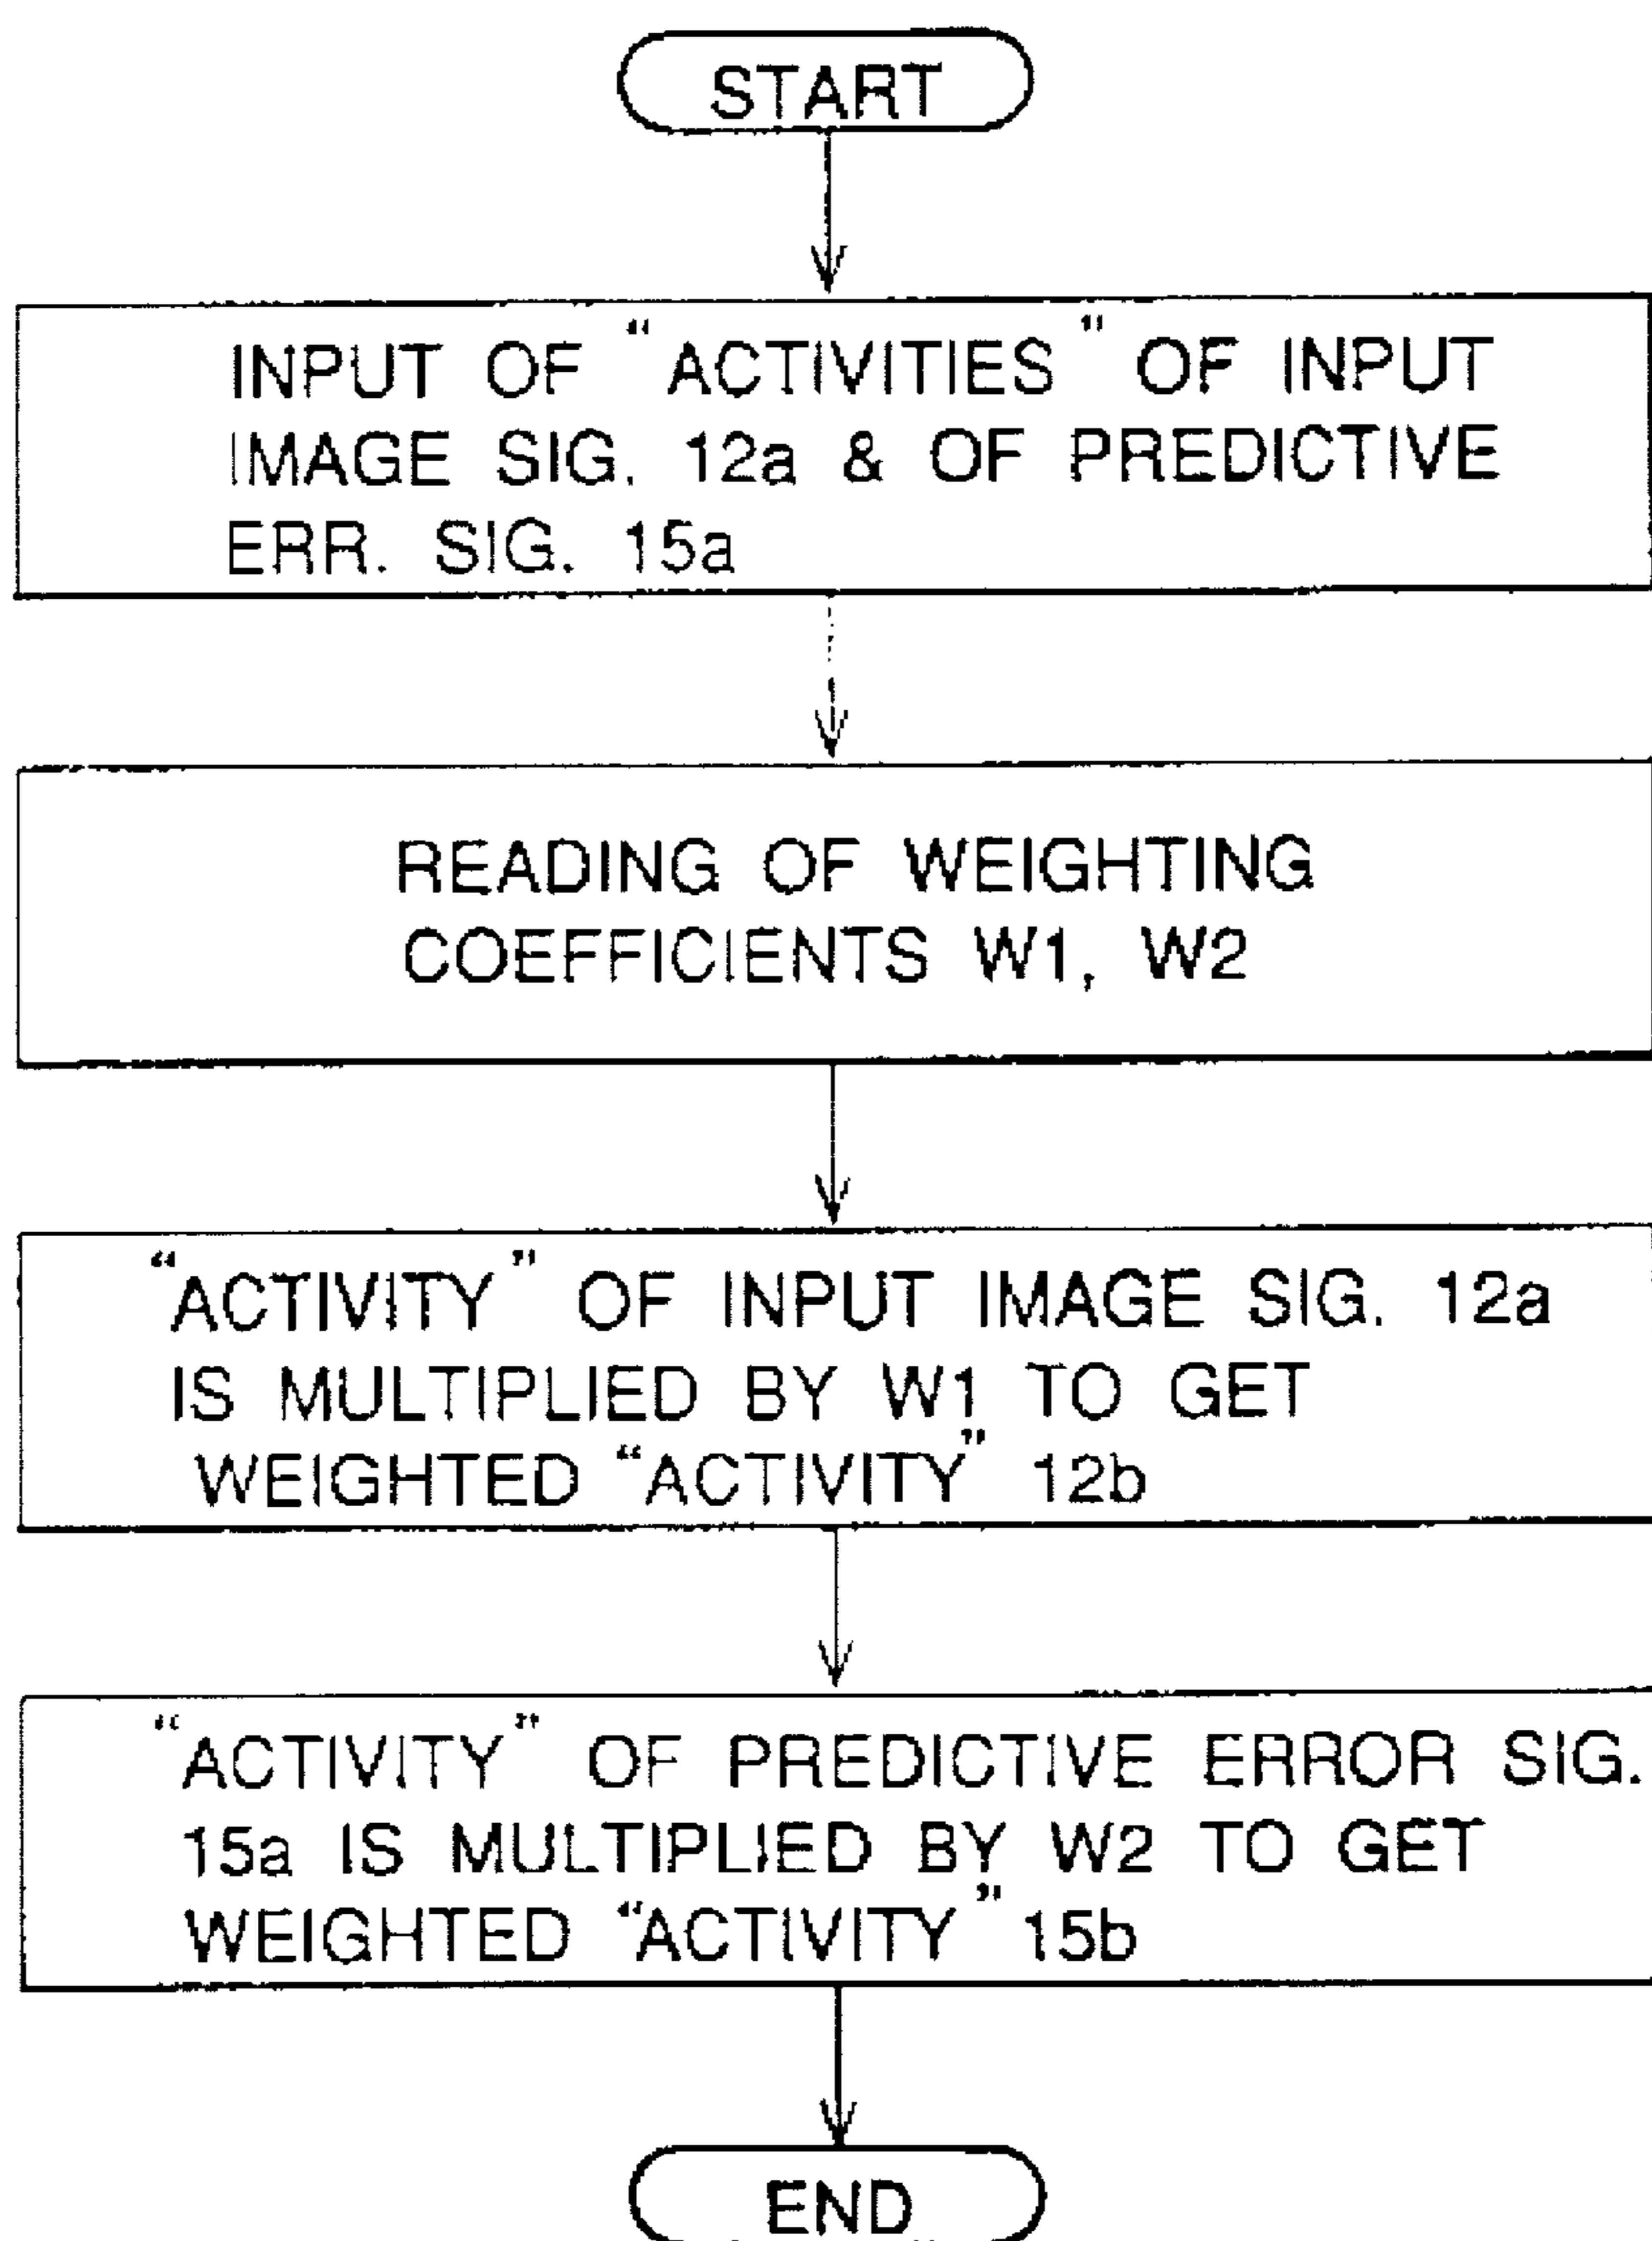 START
INPUT OF "ACTIVITIES" OF INPUT
IMAGE SIG. 12a & OF PREDICTIVE
ERR. SIG. 15a
READING OF WEIGHTING
COEFFICIENTS W1, W2
"ACTIVITY" OF INPUT IMAGE SIG. 12a
IS MULTIPLIED BY W1 TO GET
WEIGHTED "ACTIVITY" 12b
"ACTIVITY" OF PREDICTIVE ERROR SIG.
15a IS MULTIPLIED BY W2 TO GET
WEIGHTED "ACTIVITY" 15b
END